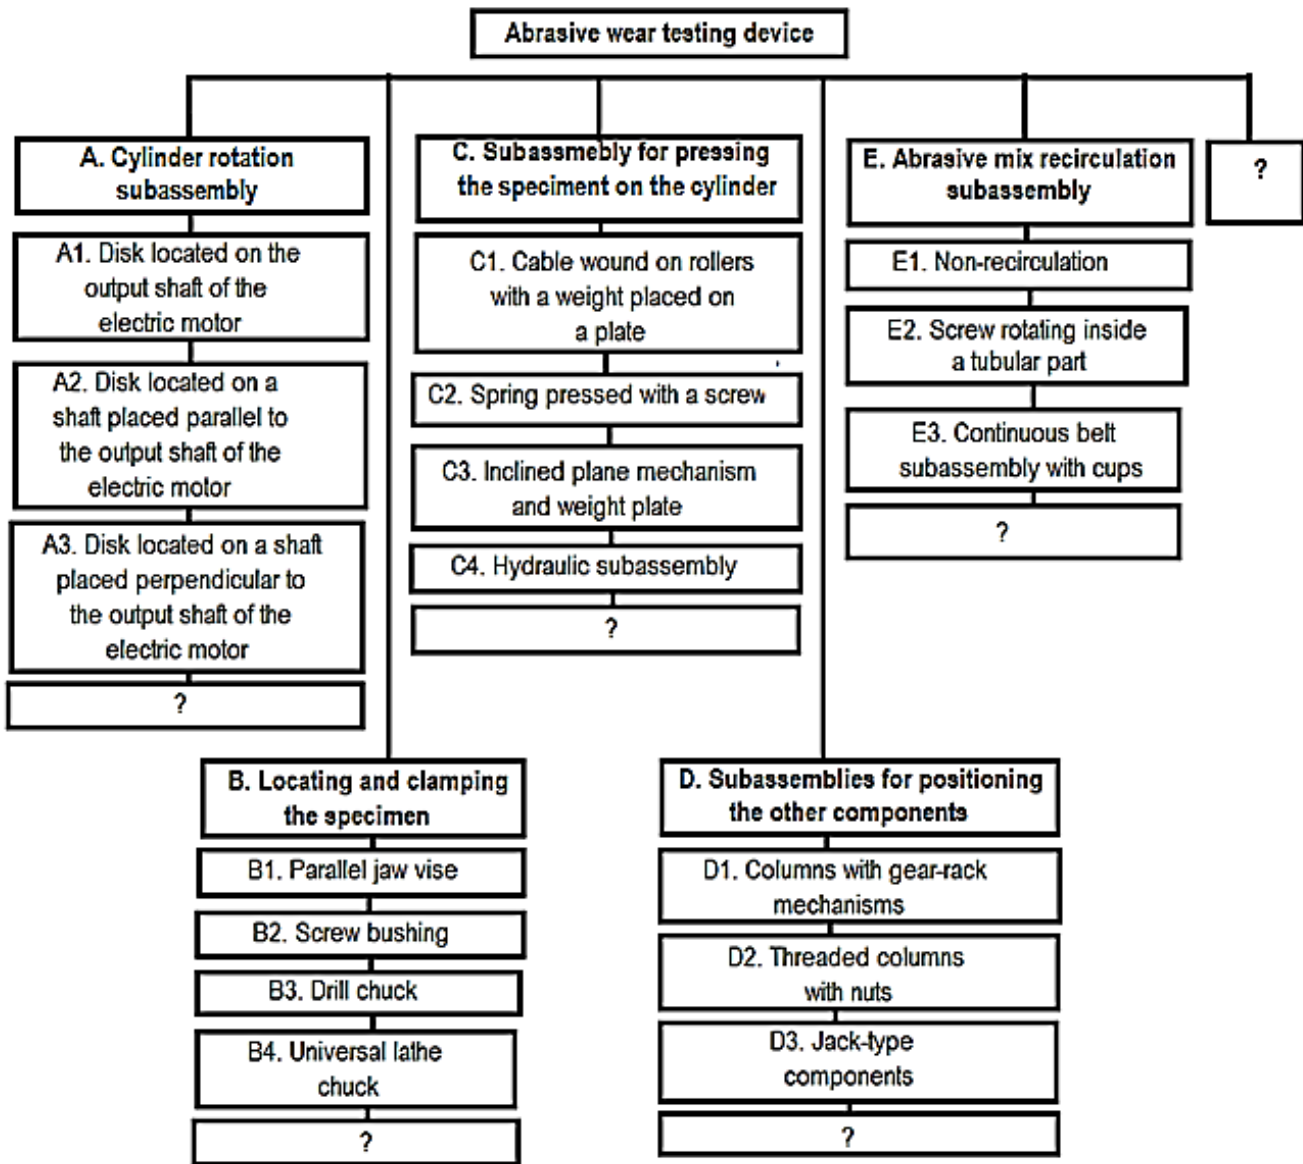 Abrasive wear testing device
A. Cylinder rotation
subassembly
A1. Disk located on the
output shaft of the
electric motor
A2. Disk located on a
shaft placed parallel to
the output shaft of the
electric motor
A3. Disk located on a shaft
placed perpendicular to
the output shaft of the
electric motor
?
C. Subassmebly for pressing
the speciment on the cylinder
C1. Cable wound on rollers
with a weight placed on
a plate
C2. Spring pressed with a screw
C3. Inclined plane mechanism
and weight plate
C4. Hydraulic subassembly
?
E. Abrasive mix recirculation
subassembly
E1. Non-recirculation
E2. Screw rotating inside
a tubular part
E3. Continuous belt
subassembly with cups
?
?
B. Locating and clamping
the specimen
B1. Parallel jaw vise
B2. Screw bushing
B3. Drill chuck
B4. Universal lathe
chuck
?
D. Subassemblies for positioning
the other components
D1. Columns with gear-rack
mechanisms
D2. Threaded columns
with nuts
D3. Jack-type
components
?